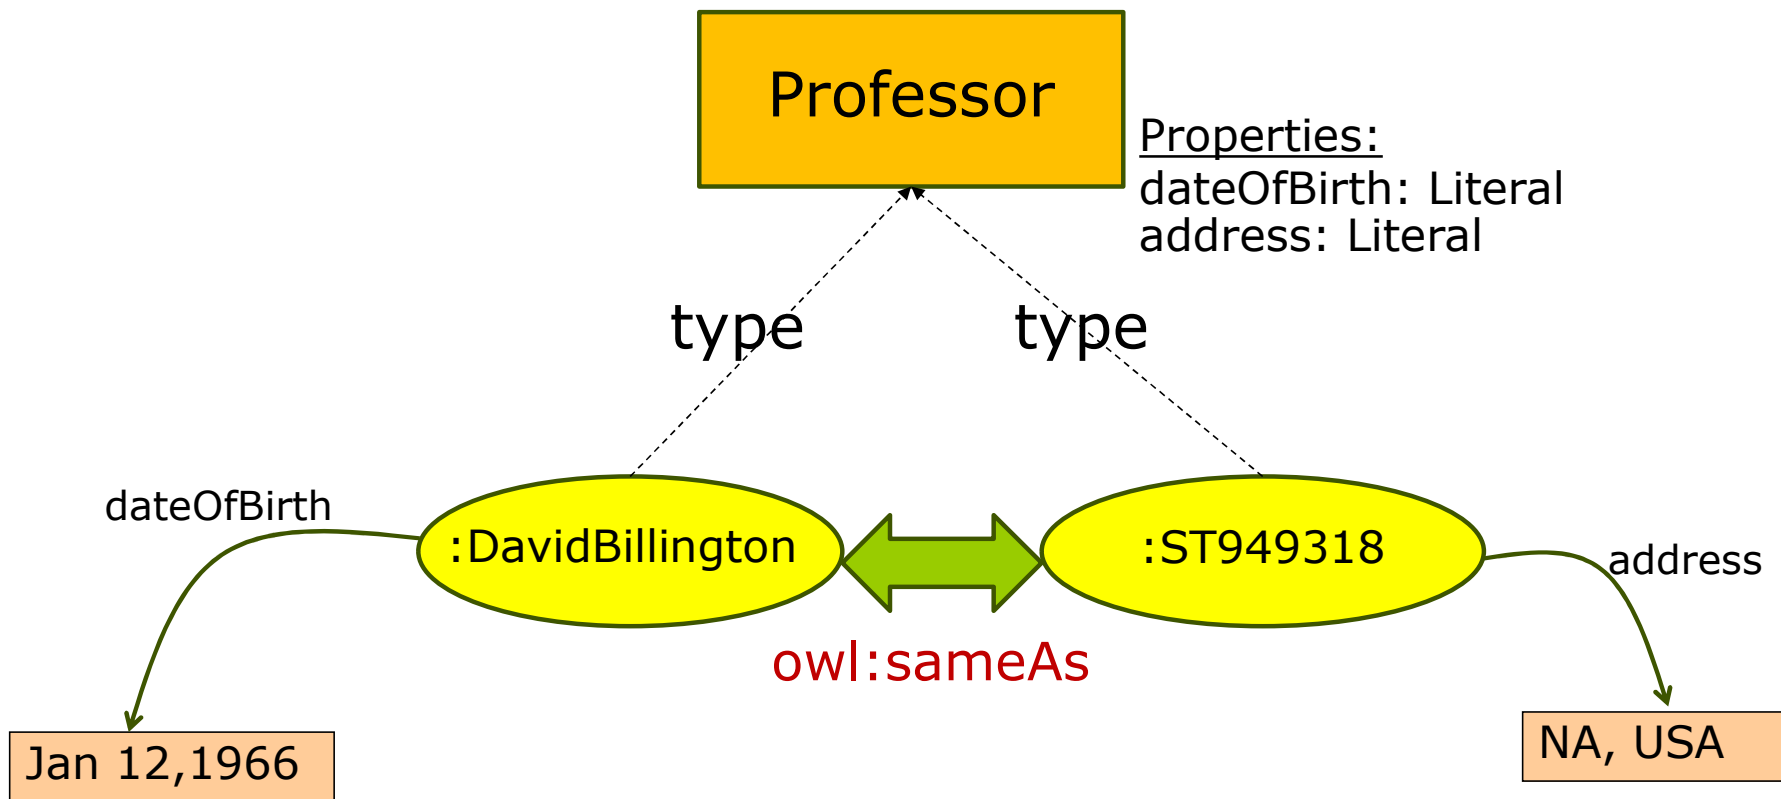 Professor
Properties:
dateOfBirth: Literal
address: Literal
type
type
dateOfBirth
:DavidBillington
:ST949318
address
owl:sameAs
Jan 12,1966
NA, USA